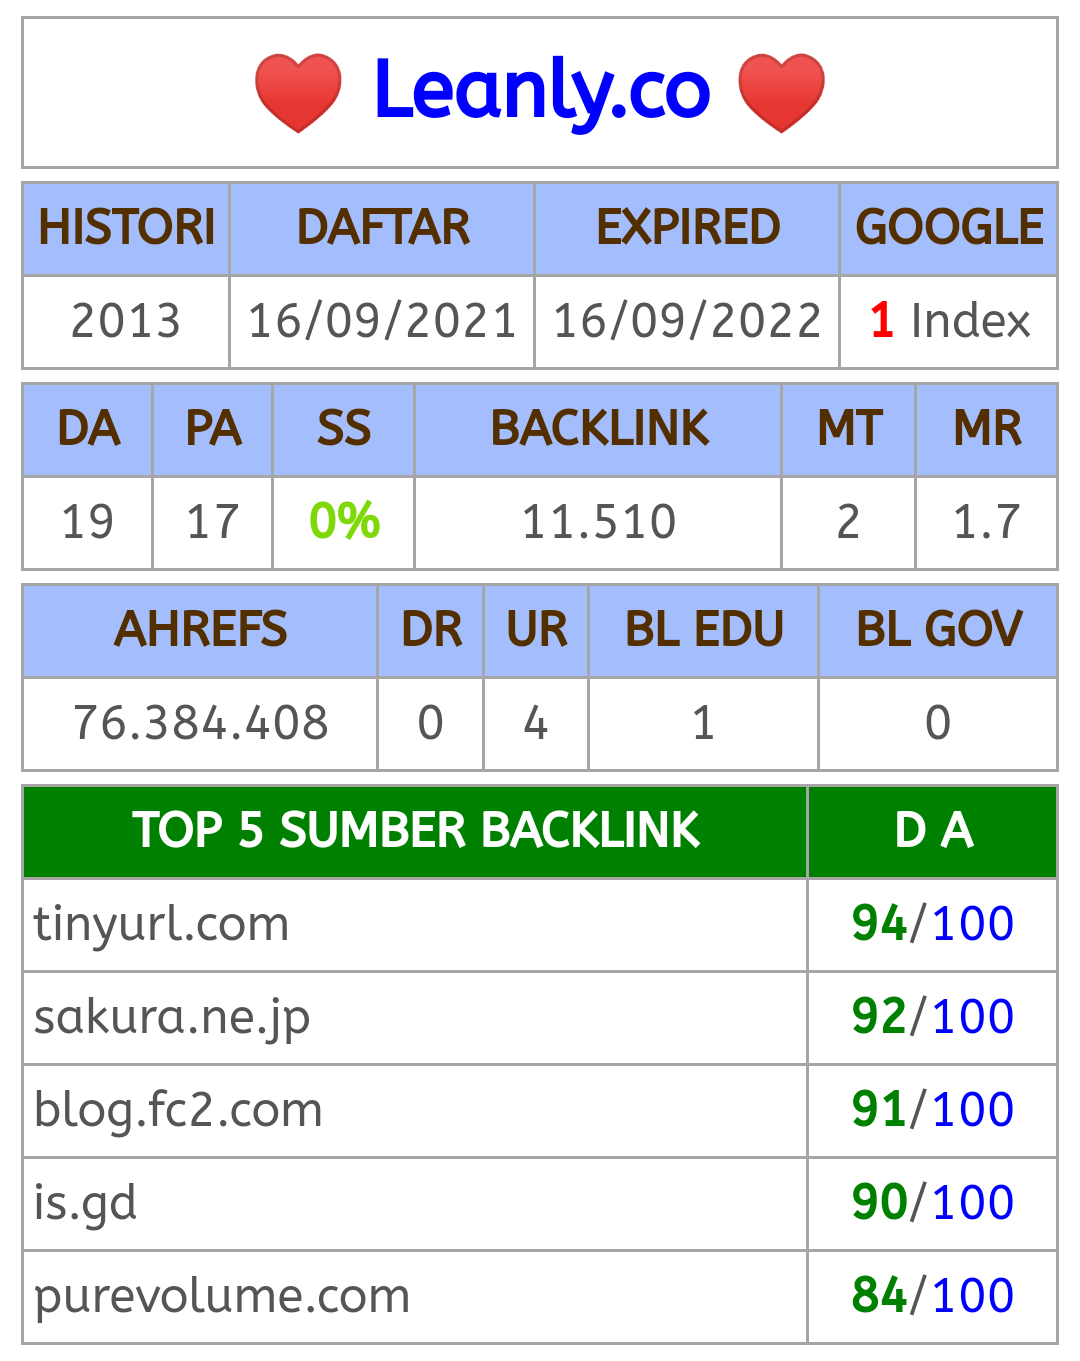 Leanly.co
HISTORI DAFTAR EXPIRED GOOGLE
2013 16/09/2021 16/09/2022 1 Index
DA PA SS BACKLINK MT MR
19 17 0% 11.510 2 1.7
AHREFS DR UR BL EDU BL GOV
76.384.408 0 4 1 0
TOP 5 SUMBER BACKLINK D A
tinyurl.com 94/100
sakura.ne.jp 92/100
blog.fc2.com 91/100
is.gd 90/100
purevolume.com 84/100